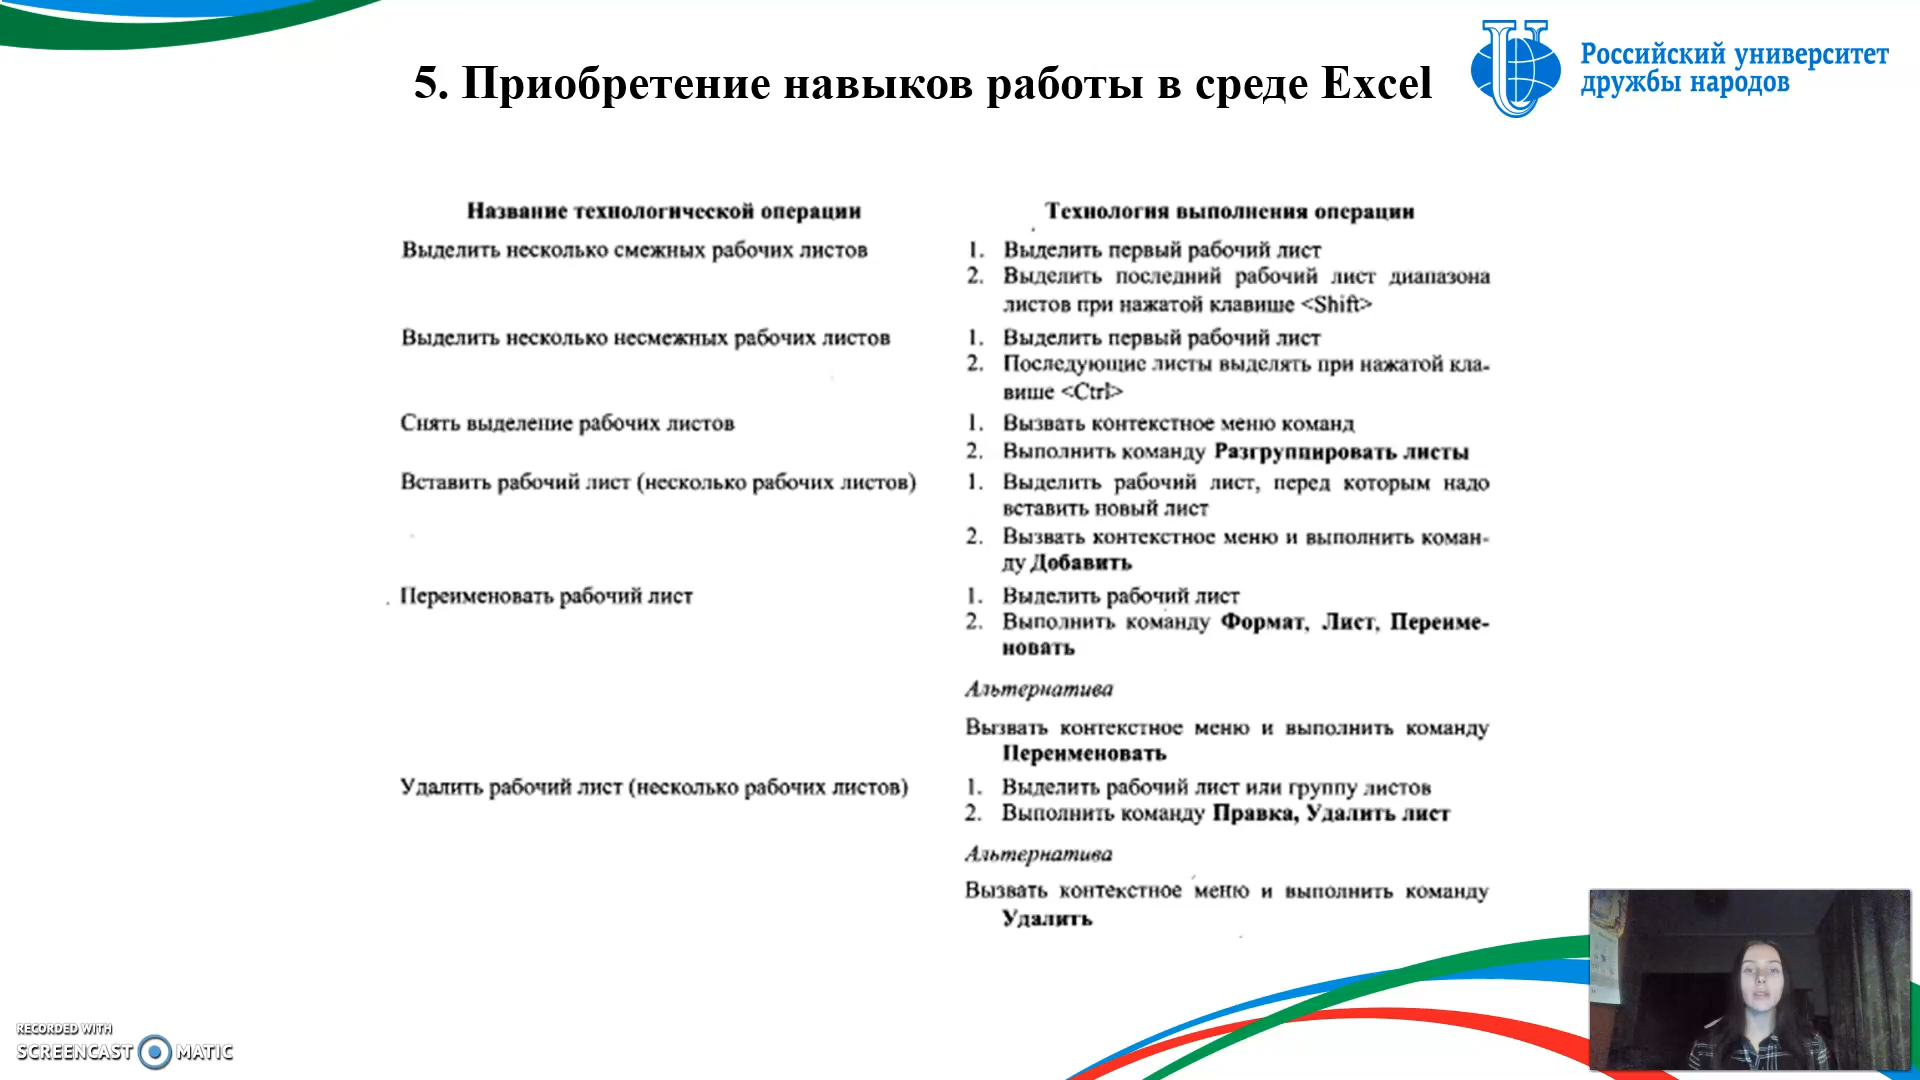 5. Приобретение навыков работы в среде Excel
Российский университет
дружбы народов
Название технологической операции
Технология выполнения операции
Выделить несколько смежных рабочих листов
1. Выделить первый рабочий лист
2. Выделить последний рабочий лист диапазона
листов при нажатой клавише <Shift>
Выделить несколько несмежных рабочих листов
1. Выделить первый рабочий лист
2. Последующие листы выделять при нажатой кла-
више <Ctrl>
Снять выделение рабочих листов
1. Вызвать контекстное меню команд
2. Выполнить команду Разгруппировать листы
Вставить рабочий лист (несколько рабочих листов)
1. Выделить рабочий лист, перед которым надо
вставить новый лист
2. Вызвать контекстное меню и выполнить коман-
ду Добавить
Переименовать рабочий лист
1. Выделить рабочий лист
2. Выполнить команду Формат, Лист, Переиме-
новать
Альтернатива
Вызвать контекстное меню и выполнить команду
Переименовать
Удалить рабочий лист (несколько рабочих листов)
1. Выделить рабочий лист или группу листов
2. Выполнить команду Правка, Удалить лист
Альтернатива
Вызвать контекстное меню и выполнить команду
Удалить
RECORDED WITH
SCREENCAST MATIC